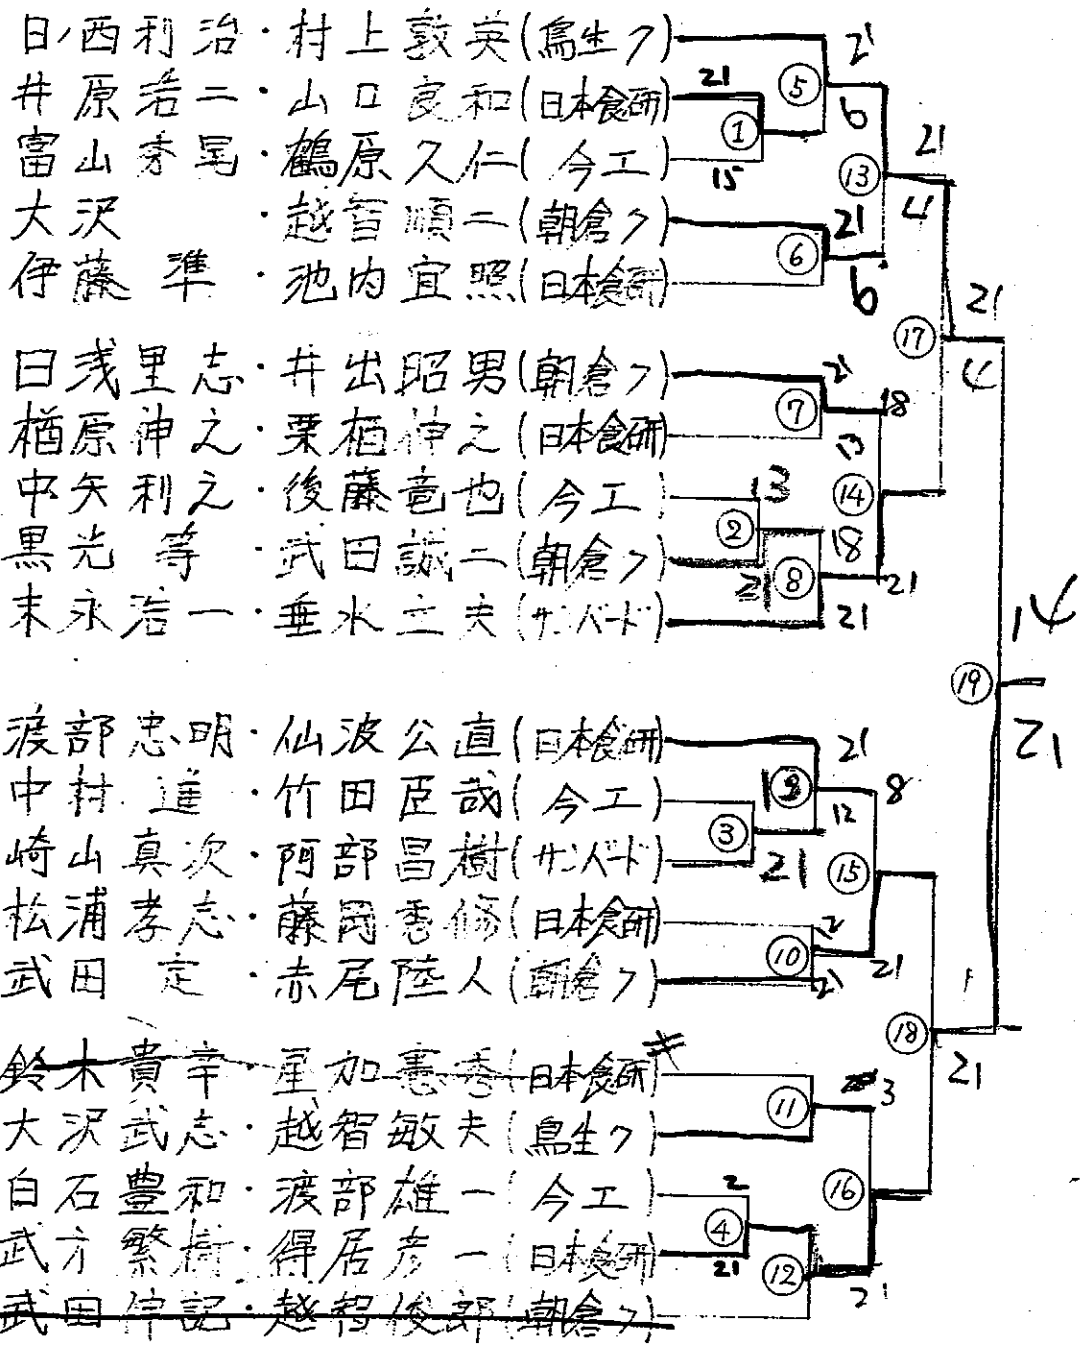 日ノ西利治・村上敦英(鳥生ク)
井原浩二・山口良和(日本食研)
富山秀晃・鶴原久仁(今工)
大沢・越智順二(朝倉ク)
伊藤準・池内宜照(日本食研)
日浅里志・井出昭男(朝倉ク)
楢原伸之・栗栖伸之(日本食研)
中矢利之・後藤竜也(今工)
黒光等・武田誠二(朝倉ク)
末永浩一・垂水立夫(サンバード)
渡部忠明・仙波公直(日本食研)
中村進・竹田臣哉(今工)
崎山真次・阿部昌樹(サンバード)
松浦孝志・藤岡秀修(日本食研)
武田定・赤尾陸人(朝倉ク)
鈴木貴幸・星加憲秀(日本食研)
大沢武志・越智敏夫(鳥生ク)
白石豊和・渡部雄一(今工)
武方繁樹・得居彦一(日本食研)
武田伸記・越智俊郎(朝倉ク)
21 ① 15
13 ② 21
③ 21
2 ④ 21
⑤
21 ⑥
⑦
18 ⑧ 21
⑩
⑪
⑫
21 6 ⑬ 6
18 ⑭ 21
21 12
8 ⑮ 21
3 ⑯ 21
21 4 ⑰
⑱ 21
21 4
14 ⑲ 21